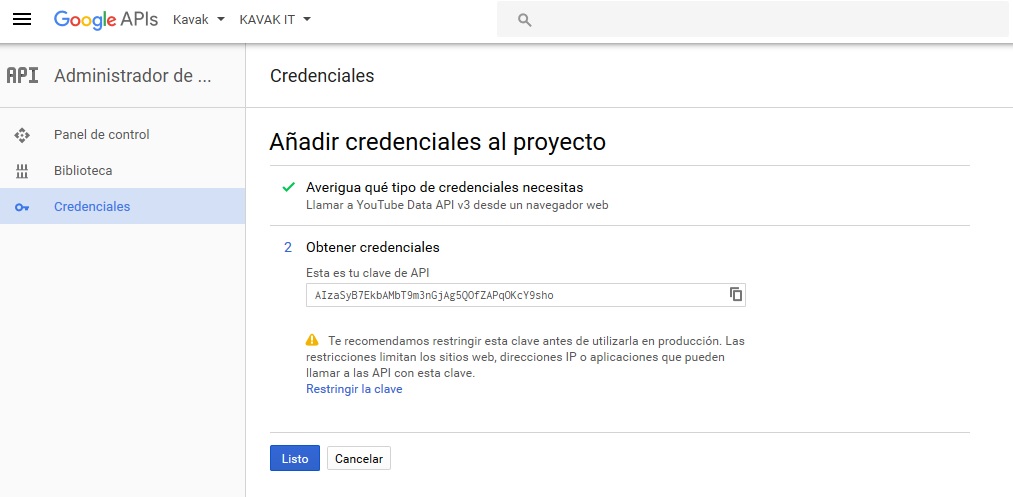 Google APIs Kavak KAVAK IT
API Administrador de ...
Credenciales
Panel de control
Biblioteca
Credenciales
Añadir credenciales al proyecto
Averigua qué tipo de credenciales necesitas
Llamar a YouTube Data API v3 desde un navegador web
2 Obtener credenciales
Esta es tu clave de API
AIzaSyB7EkbAMbT9m3nGjAg5QOfZAPqOKcY9sho
Te recomendamos restringir esta clave antes de utilizarla en producción. Las
restricciones limitan los sitios web, direcciones IP o aplicaciones que pueden
llamar a las API con esta clave.
Restringir la clave
Listo Cancelar